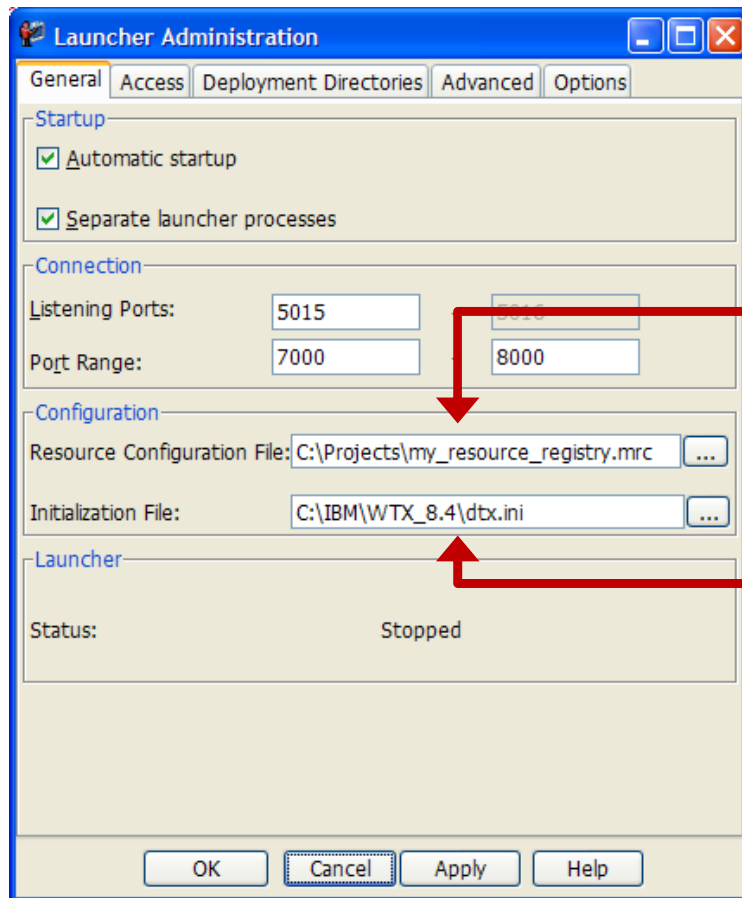 Launcher Administration
General Access Deployment Directories Advanced Options
Startup
Automatic startup
Separate launcher processes
Connection
Listening Ports: 5015 - 5016
Port Range: 7000 - 8000
Configuration
Resource Configuration File: C:\Projects\my_resource_registry.mrc ...
Initialization File: C:\IBM\WTX_8.4\dtx.ini ...
Launcher
Status: Stopped
OK Cancel Apply Help